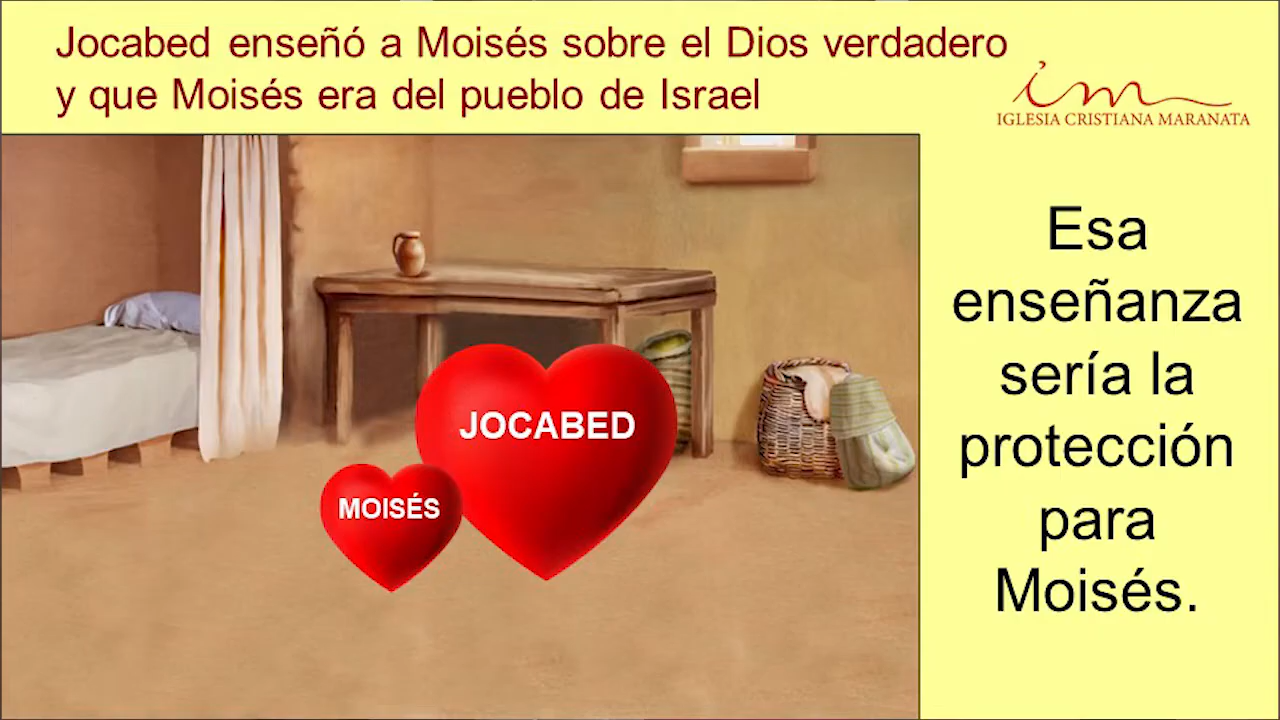 Jocabed enseñó a Moisés sobre el Dios verdadero
y que Moisés era del pueblo de Israel
im
IGLESIA CRISTIANA MARANATA
Esa
enseñanza
sería la
protección
para
Moisés.
JOCABED
MOISÉS